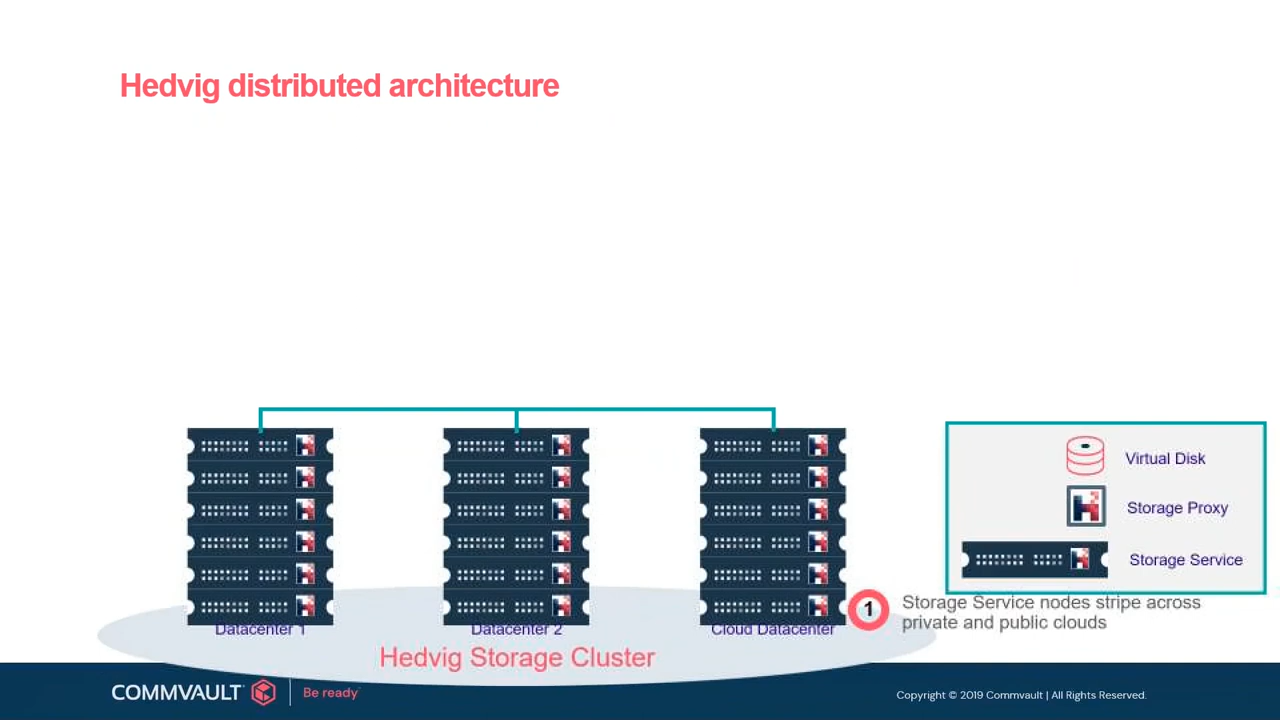 Hedvig distributed architecture
Virtual Disk
Storage Proxy
Storage Service
1
Storage Service nodes stripe across
private and public clouds
Datacenter 1
Datacenter 2
Cloud Datacenter
Hedvig Storage Cluster
COMMVAULT
Be ready
Copyright © 2019 Commvault | All Rights Reserved.